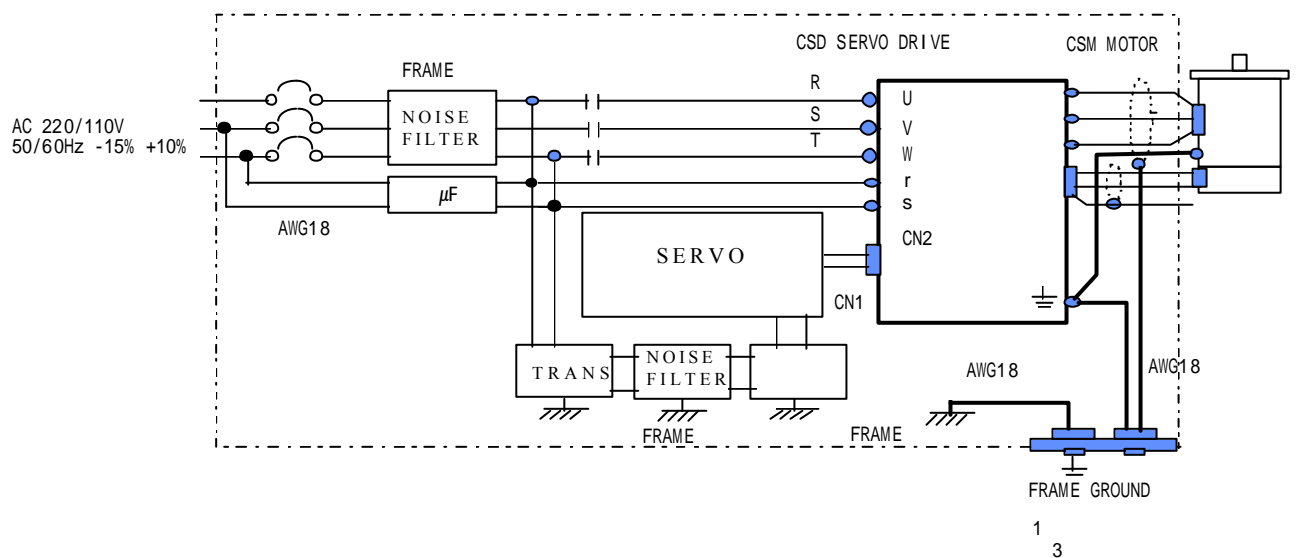 CSD SERVO DRIVE
CSM MOTOR
FRAME
R
U
NOISE
FILTER
S
V
AC 220/110V
50/60Hz -15% +10%
T
W
r
µF
s
AWG18
CN2
SERVO
CN1
TRANS
NOISE
FILTER
AWG18
AWG18
FRAME
FRAME
FRAME GROUND
1
3